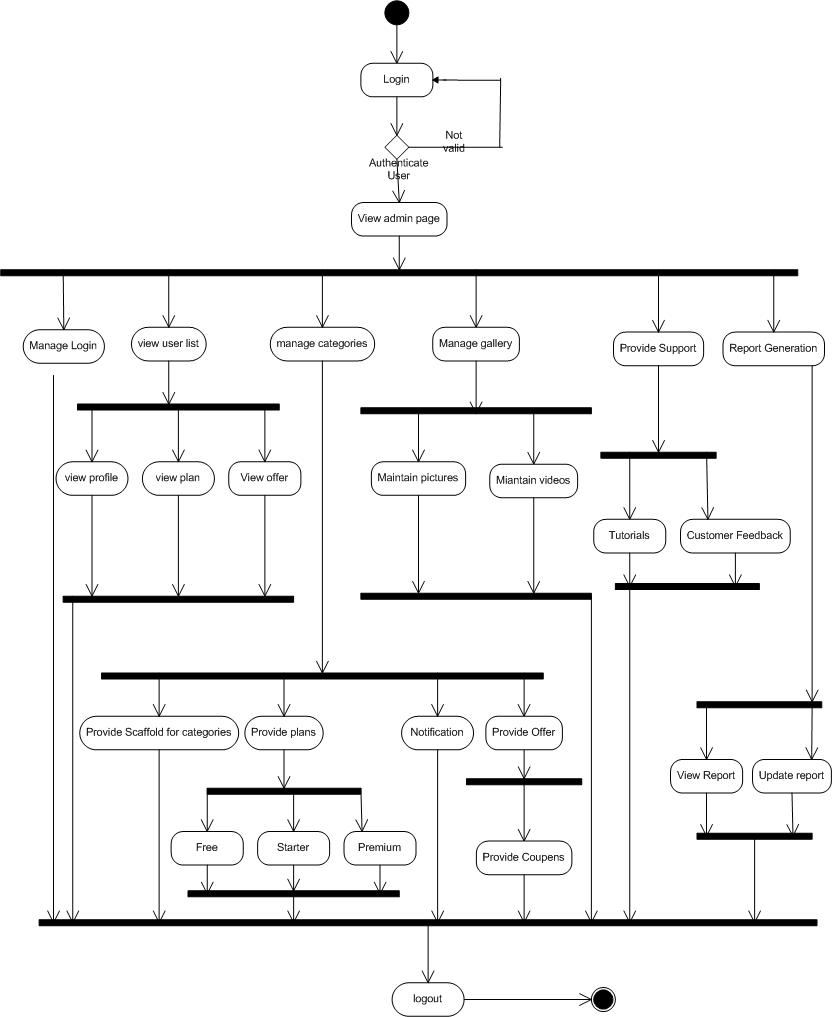 Login
Not
valid
Authenticate
User
View admin page
Manage Login
view user list
manage categories
Manage gallery
Provide Support
Report Generation
view profile
view plan
View offer
Maintain pictures
Miantain videos
Tutorials
Customer Feedback
Provide Scaffold for categories
Provide plans
Notification
Provide Offer
View Report
Update report
Free
Starter
Premium
Provide Coupens
logout